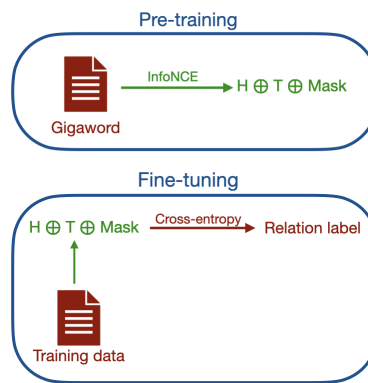 Pre-training
InfoNCE
H ⊕ T ⊕ Mask
Gigaword
Fine-tuning
H ⊕ T ⊕ Mask
Cross-entropy
Relation label
Training data